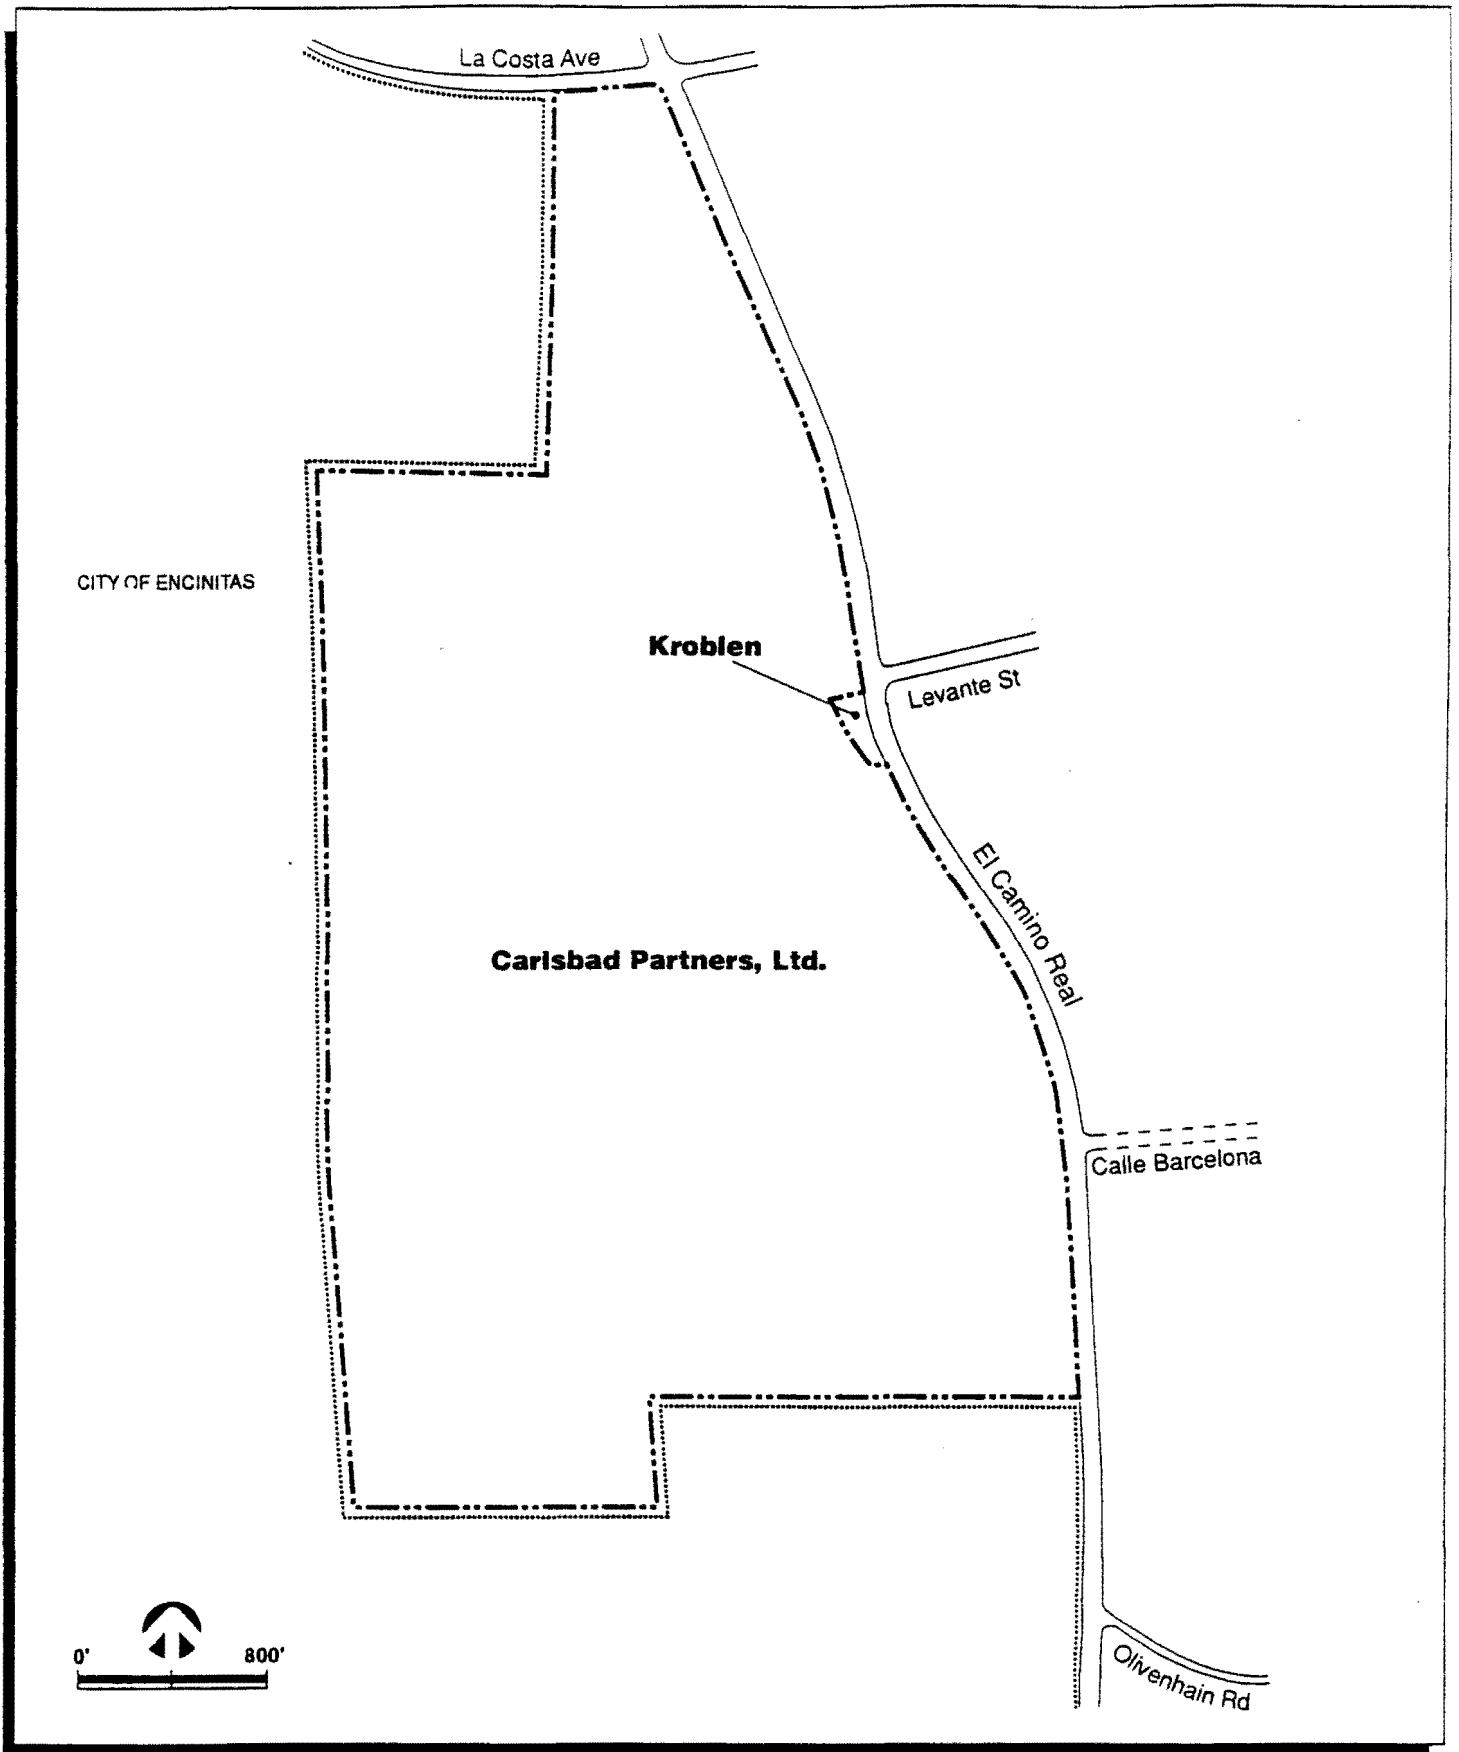 La Costa Ave
CITY OF ENCINITAS
Kroblen
Levante St
El Camino Real
Carlsbad Partners, Ltd.
Calle Barcelona
0' 800'
Olivenhain Rd